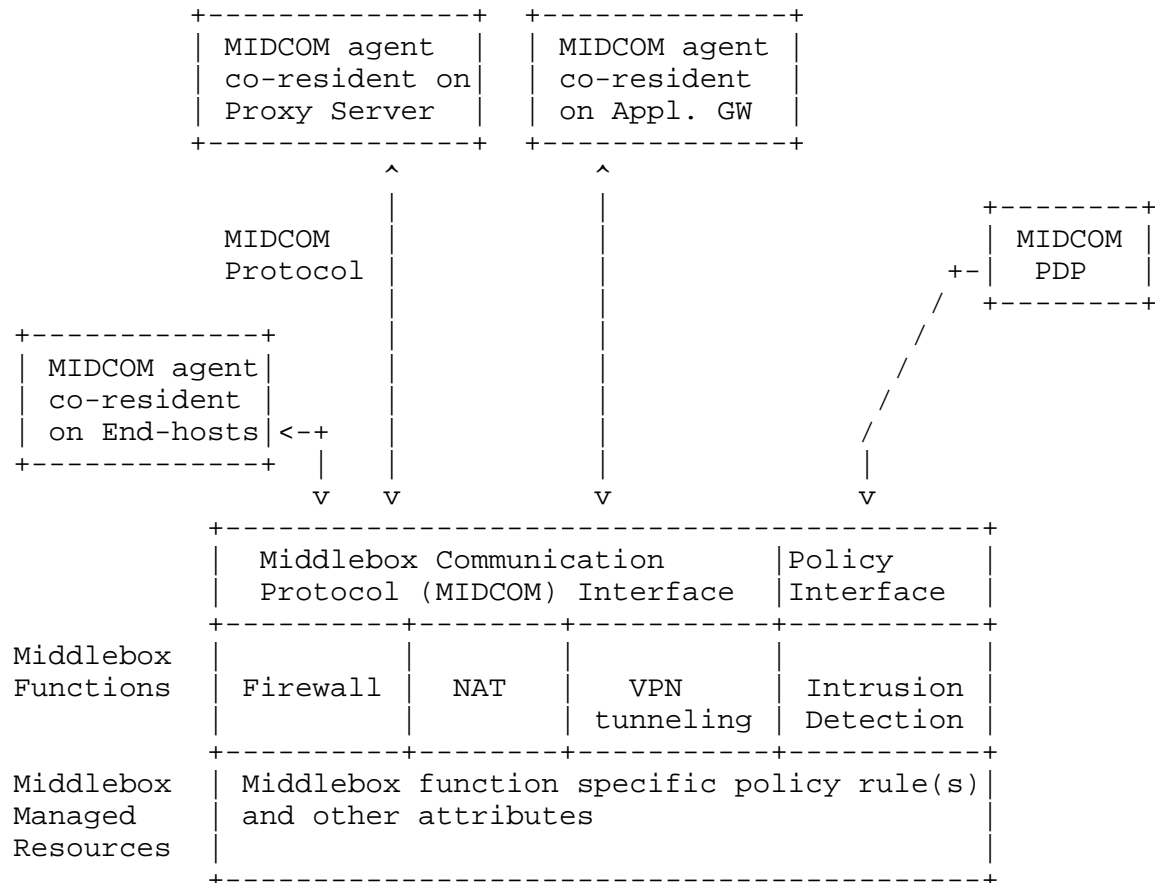 MIDCOM agent
co-resident on
Proxy Server
MIDCOM agent
co-resident
on Appl. GW
MIDCOM
Protocol
MIDCOM
PDP
MIDCOM agent
co-resident
on End-hosts
Middlebox Communication
Protocol (MIDCOM) Interface
Policy
Interface
Middlebox
Functions
Firewall
NAT
VPN
tunneling
Intrusion
Detection
Middlebox
Managed
Resources
Middlebox function specific policy rule(s)
and other attributes